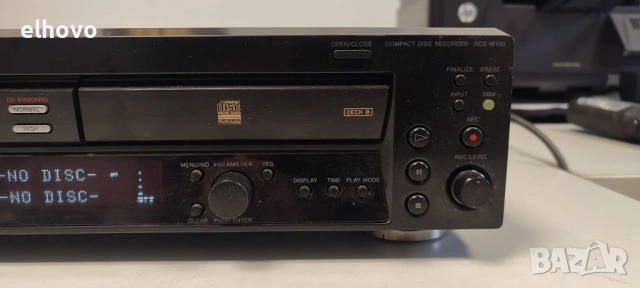 elhovo
OPEN/CLOSE
COMPACT DISC RECORDER RCD-W100
FINALIZE ERASE
CD SYNCHRO
NORMAL
HIGH
DECK B
INPUT SBM
REC
REC LEVEL
MENU/NO AMS YES
-NO DISC-
-NO DISC-
DISPLAY TIME PLAY MODE
CLEAR PUSH ENTER
BAZAR